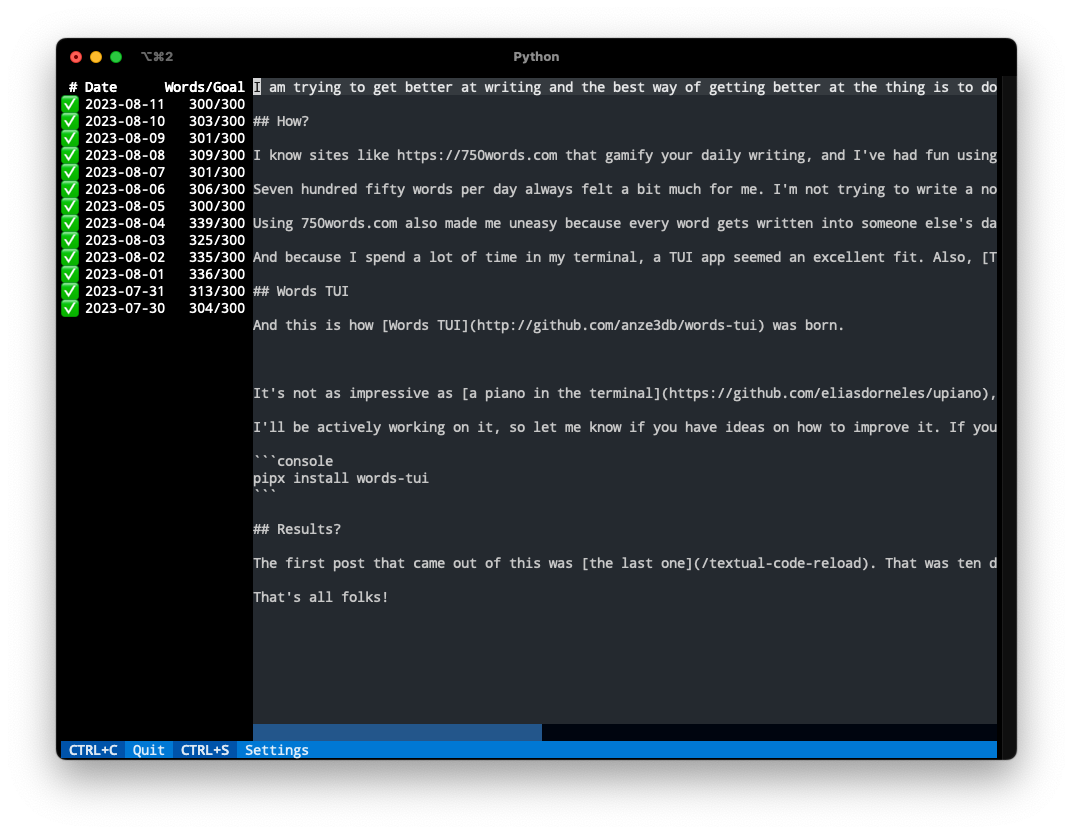 ⌥⌘2 Python
# Date Words/Goal
✅ 2023-08-11 300/300
✅ 2023-08-10 303/300
✅ 2023-08-09 301/300
✅ 2023-08-08 309/300
✅ 2023-08-07 301/300
✅ 2023-08-06 306/300
✅ 2023-08-05 300/300
✅ 2023-08-04 339/300
✅ 2023-08-03 325/300
✅ 2023-08-02 335/300
✅ 2023-08-01 336/300
✅ 2023-07-31 313/300
✅ 2023-07-30 304/300
I am trying to get better at writing and the best way of getting better at the thing is to do
## How?
I know sites like https://750words.com that gamify your daily writing, and I've had fun using
Seven hundred fifty words per day always felt a bit much for me. I'm not trying to write a no
Using 750words.com also made me uneasy because every word gets written into someone else's da
And because I spend a lot of time in my terminal, a TUI app seemed an excellent fit. Also, [T
## Words TUI
And this is how [Words TUI](http://github.com/anze3db/words-tui) was born.
It's not as impressive as [a piano in the terminal](https://github.com/eliasdorneles/upiano),
I'll be actively working on it, so let me know if you have ideas on how to improve it. If you
```console
pipx install words-tui
```
## Results?
The first post that came out of this was [the last one](/textual-code-reload). That was ten d
That's all folks!
CTRL+C Quit CTRL+S Settings